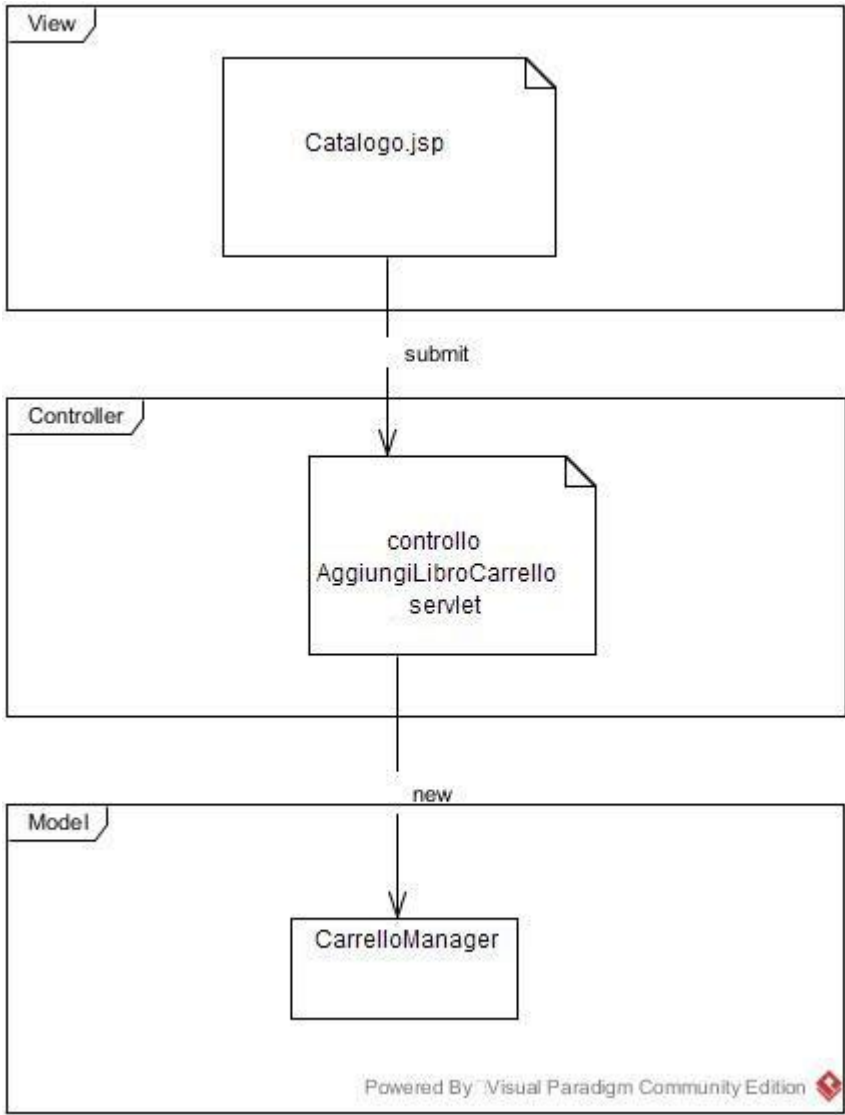 View
Catalogo.jsp
submit
Controller
controllo
AggiungiLibroCarrello
servlet
new
Model
CarrelloManager
Powered By Visual Paradigm Community Edition